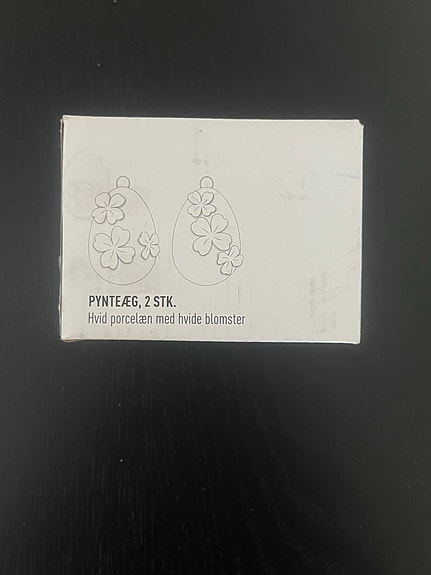 PYNTEÆG, 2 STK.
Hvid porcelæn med hvide blomster